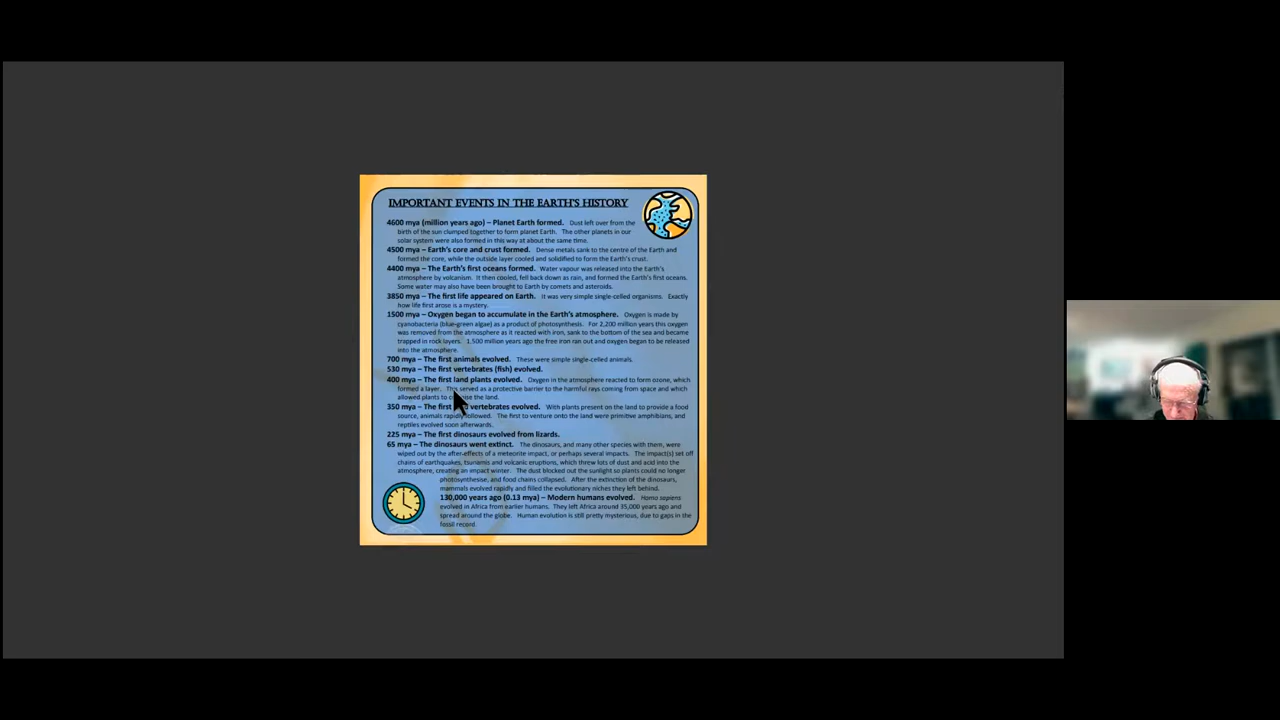 IMPORTANT EVENTS IN THE EARTH'S HISTORY
4600 mya (million years ago) – Planet Earth formed. Dust left over from the
birth of the sun clumped together to form planet Earth. The other planets in our
solar system were also formed in this way at about the same time.
4500 mya – Earth's core and crust formed. Dense metals sank to the centre of the Earth and
formed the core, while the outside layer cooled and solidified to form the Earth's crust.
4400 mya – The Earth's first oceans formed. Water vapour was released into the Earth's
atmosphere by volcanism. It then cooled, fell back down as rain, and formed the Earth's first oceans.
Some water may also have been brought to Earth by comets and asteroids.
3850 mya – The first life appeared on Earth. It was very simple single-celled organisms. Exactly
how life first arose is a mystery.
1500 mya – Oxygen began to accumulate in the Earth's atmosphere. Oxygen is made by
cyanobacteria (blue-green algae) as a product of photosynthesis. For 2,200 million years this oxygen
was removed from the atmosphere as it reacted with iron, sank to the bottom of the sea and became
trapped in rock layers. 1,500 million years ago the free iron ran out and oxygen began to be released
into the atmosphere.
700 mya – The first animals evolved. These were simple single-celled animals.
530 mya – The first vertebrates (fish) evolved.
400 mya – The first land plants evolved. Oxygen in the atmosphere reacted to form ozone, which
formed a layer. This served as a protective barrier to the harmful rays coming from space and which
allowed plants to the land.
350 mya – The first vertebrates evolved. With plants present on the land to provide a food
source, animals rapidly followed. The first to venture onto the land were primitive amphibians, and
reptiles evolved soon afterwards.
225 mya – The first dinosaurs evolved from lizards.
65 mya – The dinosaurs went extinct. The dinosaurs, and many other species with them, were
wiped out by the after-effects of a meteorite impact, or perhaps several impacts. The impact(s) set off
chains of earthquakes, tsunamis and volcanic eruptions, which threw lots of dust and acid into the
atmosphere, creating an impact winter. The dust blocked out the sunlight so plants could no longer
photosynthesise, and food chains collapsed. After the extinction of the dinosaurs,
mammals evolved rapidly and filled the evolutionary niches they left behind.
130,000 years ago (0.13 mya) – Modern humans evolved. Homo sapiens
evolved in Africa from earlier humans. They left Africa around 35,000 years ago and
spread around the globe. Human evolution is still pretty mysterious, due to gaps in the
fossil record.